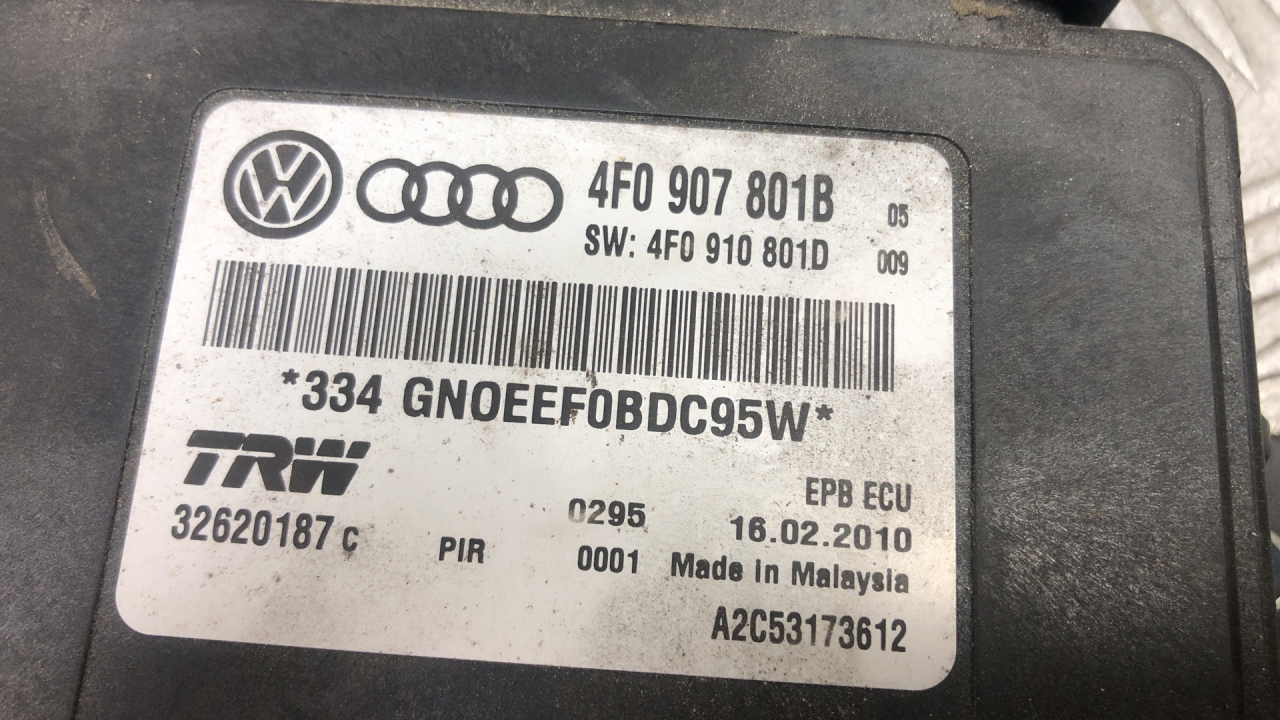 4F0 907 801B 05
SW: 4F0 910 801D 009
*334 GNOEEF0BDC95W*
TRW
EPB ECU
32620187 C PIR 0295 16.02.2010
0001 Made in Malaysia
A2C53173612